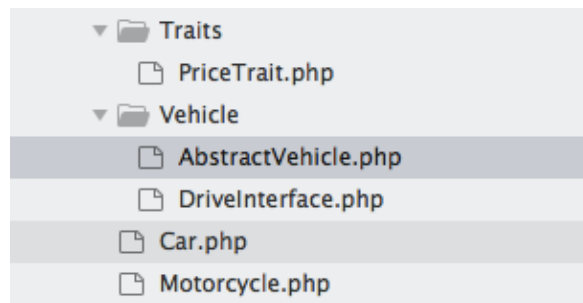 Traits
PriceTrait.php
Vehicle
AbstractVehicle.php
DriveInterface.php
Car.php
Motorcycle.php